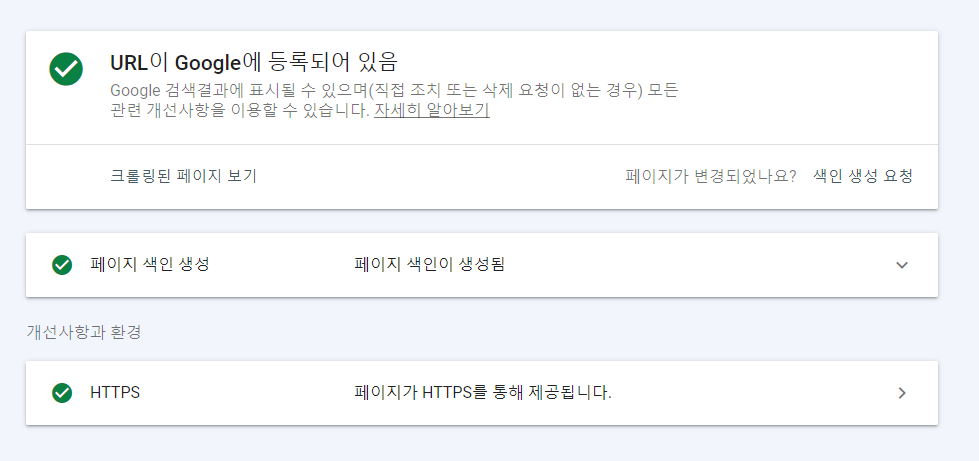 URL이 Google에 등록되어 있음
Google 검색결과에 표시될 수 있으며(직접 조치 또는 삭제 요청이 없는 경우) 모든
관련 개선사항을 이용할 수 있습니다. 자세히 알아보기
크롤링된 페이지 보기
페이지가 변경되었나요? 색인 생성 요청
페이지 색인 생성 페이지 색인이 생성됨
개선사항과 환경
HTTPS 페이지가 HTTPS를 통해 제공됩니다.